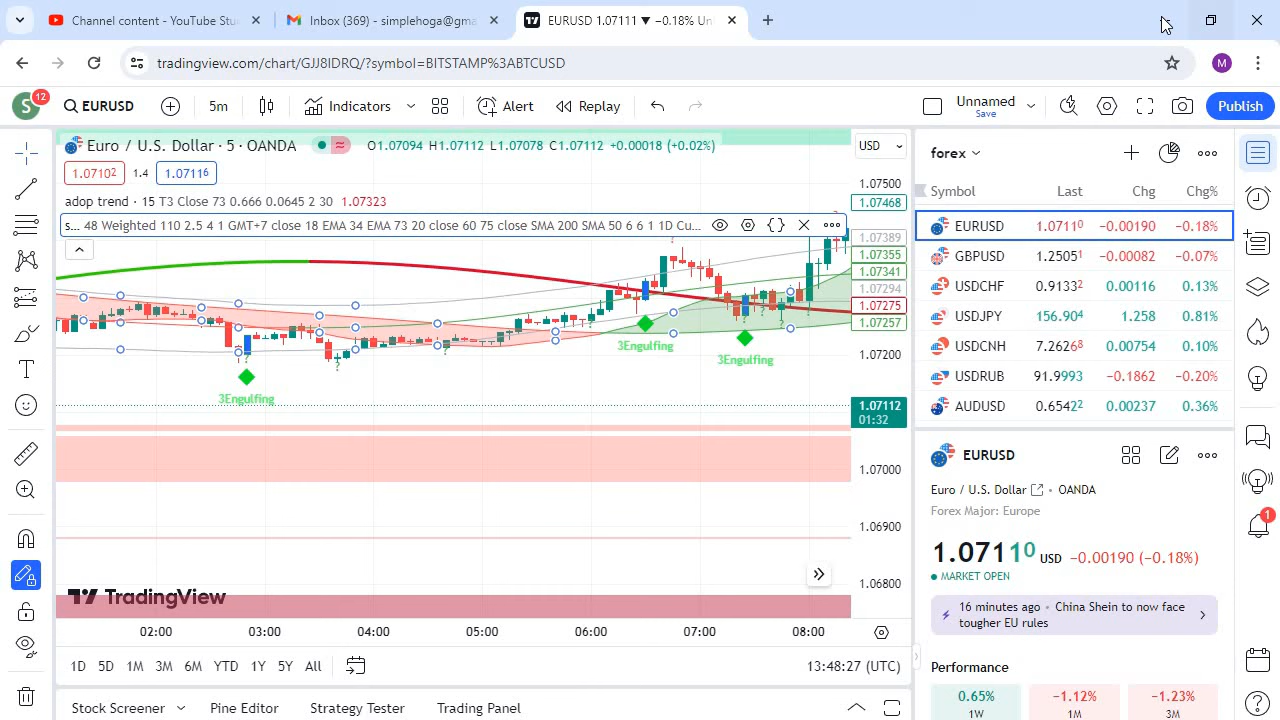 Channel content - YouTube Stu
Inbox (369) - simplehoga@gma
EURUSD 1.07111 ▼ −0.18% Un
tradingview.com/chart/GJJ8IDRQ/?symbol=BITSTAMP%3ABTCUSD
S 12 EURUSD 5m Indicators Alert Replay Unnamed Save Publish
M
Euro / U.S. Dollar · 5 · OANDA O1.07094 H1.07112 L1.07078 C1.07112 +0.00018 (+0.02%)
USD
1.07102 1.4 1.07116
adop trend · 15 T3 Close 73 0.666 0.0645 2 30 1.07323
s... 48 Weighted 110 2.5 4 1 GMT+7 close 18 EMA 34 EMA 73 20 close 60 75 close SMA 200 SMA 50 6 6 1 1D Cu...
1.07500
1.07468
1.07389
1.07355
1.07341
1.07294
1.07275
1.07257
1.07200
1.07112
01:32
1.07000
1.06900
1.06800
3Engulfing
3Engulfing
3Engulfing
TradingView
02:00 03:00 04:00 05:00 06:00 07:00 08:00
1D 5D 1M 3M 6M YTD 1Y 5Y All
13:48:27 (UTC)
Stock Screener Pine Editor Strategy Tester Trading Panel
forex
Symbol Last Chg Chg%
EURUSD 1.07110 −0.00190 −0.18%
GBPUSD 1.25051 −0.00082 −0.07%
USDCHF 0.91332 0.00116 0.13%
USDJPY 156.904 1.258 0.81%
USDCNH 7.26268 0.00754 0.10%
USDRUB 91.9993 −0.1862 −0.20%
AUDUSD 0.65422 0.00237 0.36%
EURUSD
Euro / U.S. Dollar • OANDA
Forex Major: Europe
1.07110 USD −0.00190 (−0.18%)
MARKET OPEN
16 minutes ago • China Shein to now face
tougher EU rules
Performance
0.65% −1.12% −1.23%
1W 1M 3M
1